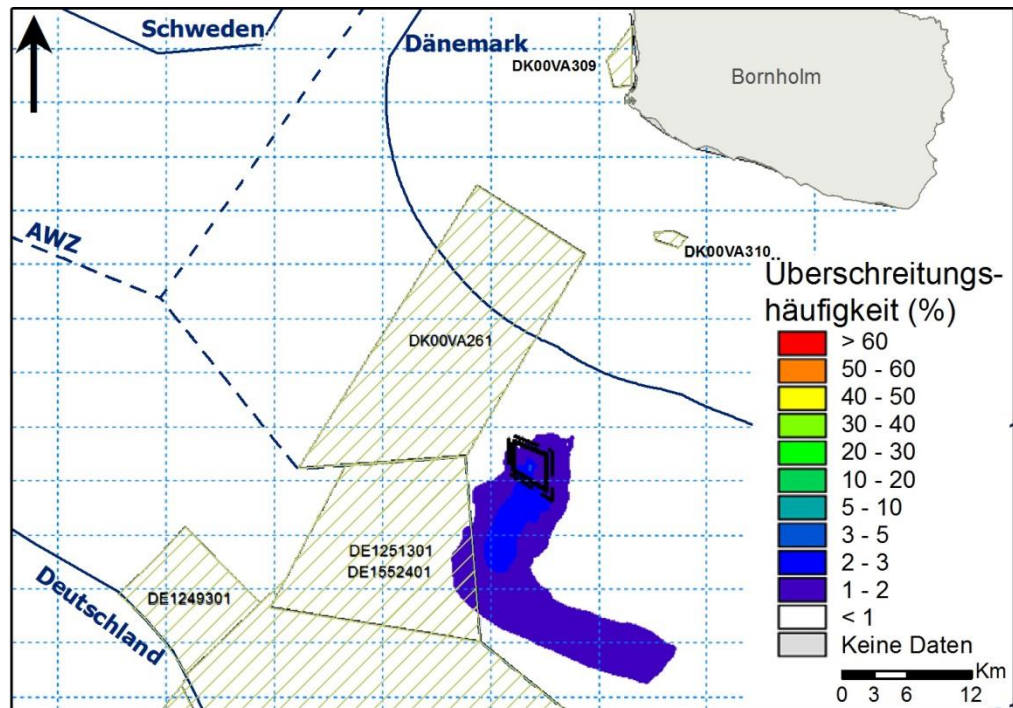 Schweden
Dänemark
DK00VA309
Bornholm
AWZ
DK00VA310
DK00VA261
DE1251301
DE1552401
DE1249301
Deutschland
Überschreitungs-
häufigkeit (%)
> 60
50 - 60
40 - 50
30 - 40
20 - 30
10 - 20
5 - 10
3 - 5
2 - 3
1 - 2
< 1
Keine Daten
Km
0 3 6 12